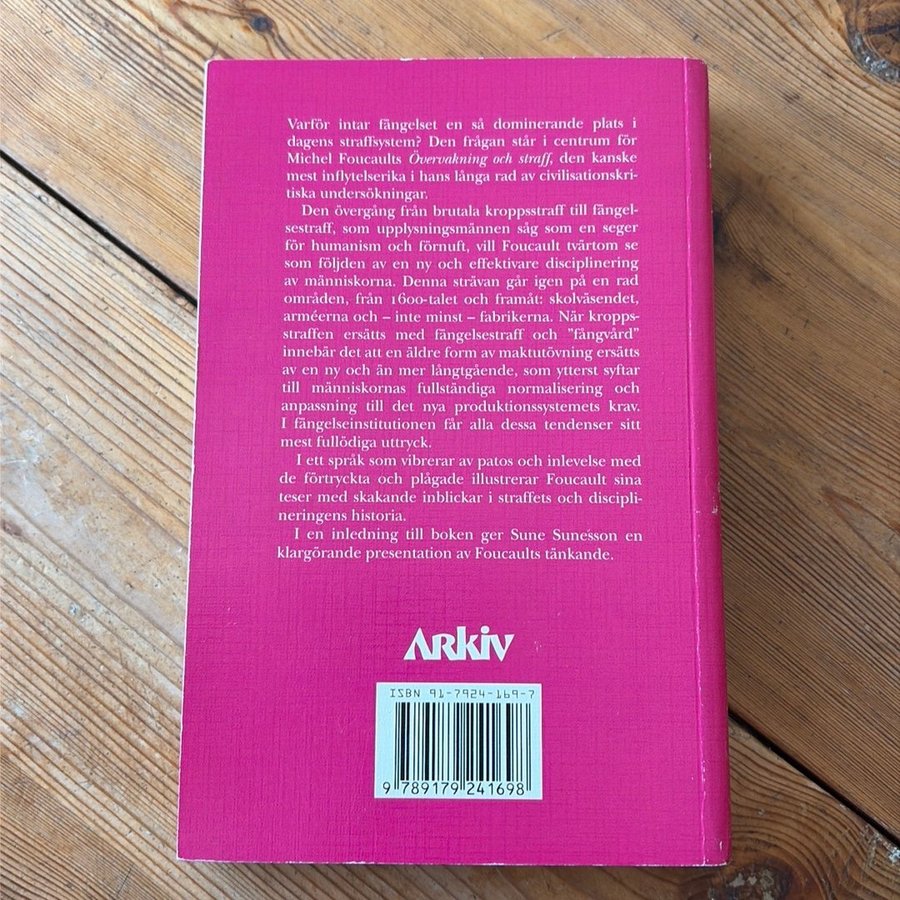 Varför intar fängelset en så dominerande plats i
dagens straffsystem? Den frågan står i centrum för
Michel Foucaults Övervakning och straff, den kanske
mest inflytelserika i hans långa rad av civilisationskri-
tiska undersökningar.
Den övergång från brutala kroppsstraff till fängel-
sestraff, som upplysningsmännen såg som en seger
för humanism och förnuft, vill Foucault tvärtom se
som följden av en ny och effektivare disciplinering
av människorna. Denna strävan går igen på en rad
områden, från 1600-talet och framåt: skolväsendet,
arméerna och – inte minst – fabrikerna. När kropps-
straffen ersätts med fängelsestraff och ”fångvård”
innebär det att en äldre form av maktutövning ersätts
av en ny och än mer långtgående, som ytterst syftar
till människornas fullständiga normalisering och
anpassning till det nya produktionssystemets krav.
I fängelseinstitutionen får alla dessa tendenser sitt
mest fullödiga uttryck.
I ett språk som vibrerar av patos och inlevelse med
de förtryckta och plågade illustrerar Foucault sina
teser med skakande inblickar i straffets och discipli-
neringens historia.
I en inledning till boken ger Sune Sunesson en
klargörande presentation av Foucaults tänkande.
Arkiv
ISBN 91-7924-169-7
9 789179 241698